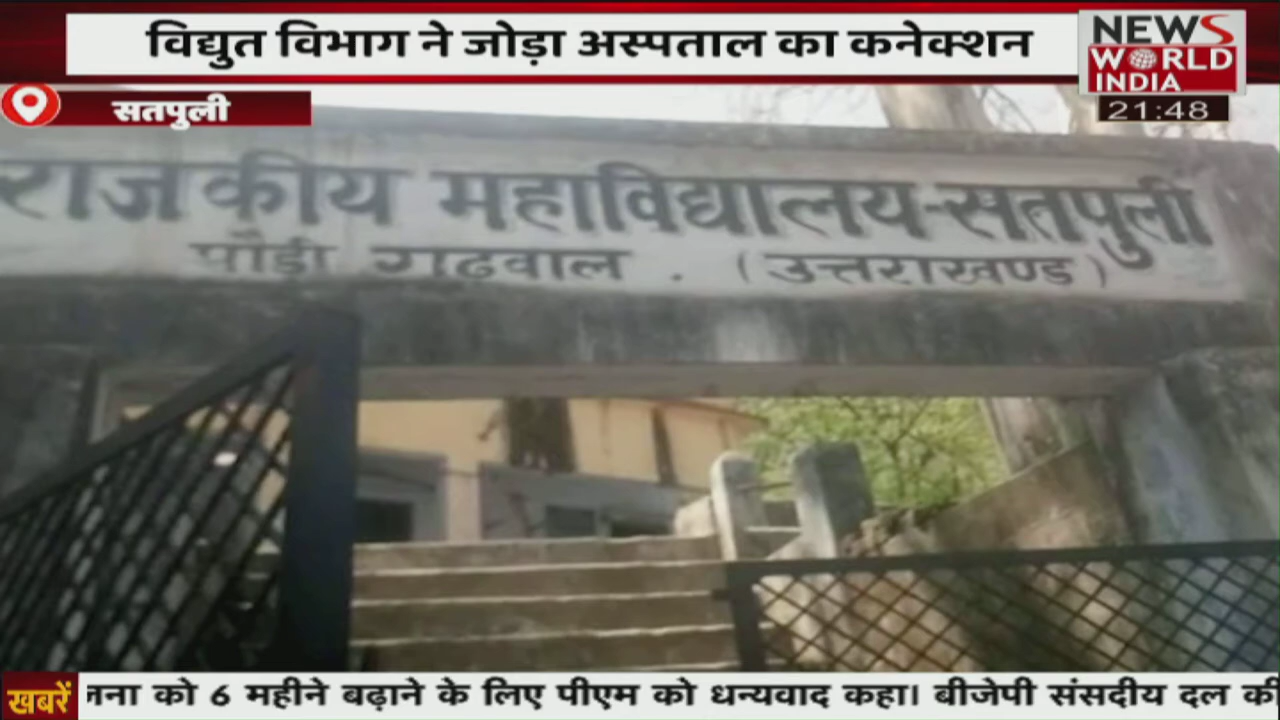 विद्युत विभाग ने जोड़ा अस्पताल का कनेक्शन
NEWS
WORLD
INDIA
21:48
सतपुली
राजकीय महाविद्यालय-सतपुली
पौड़ी गढ़वाल . (उत्तराखण्ड)
खबरें
जना को 6 महीने बढ़ाने के लिए पीएम को धन्यवाद कहा। बीजेपी संसदीय दल की